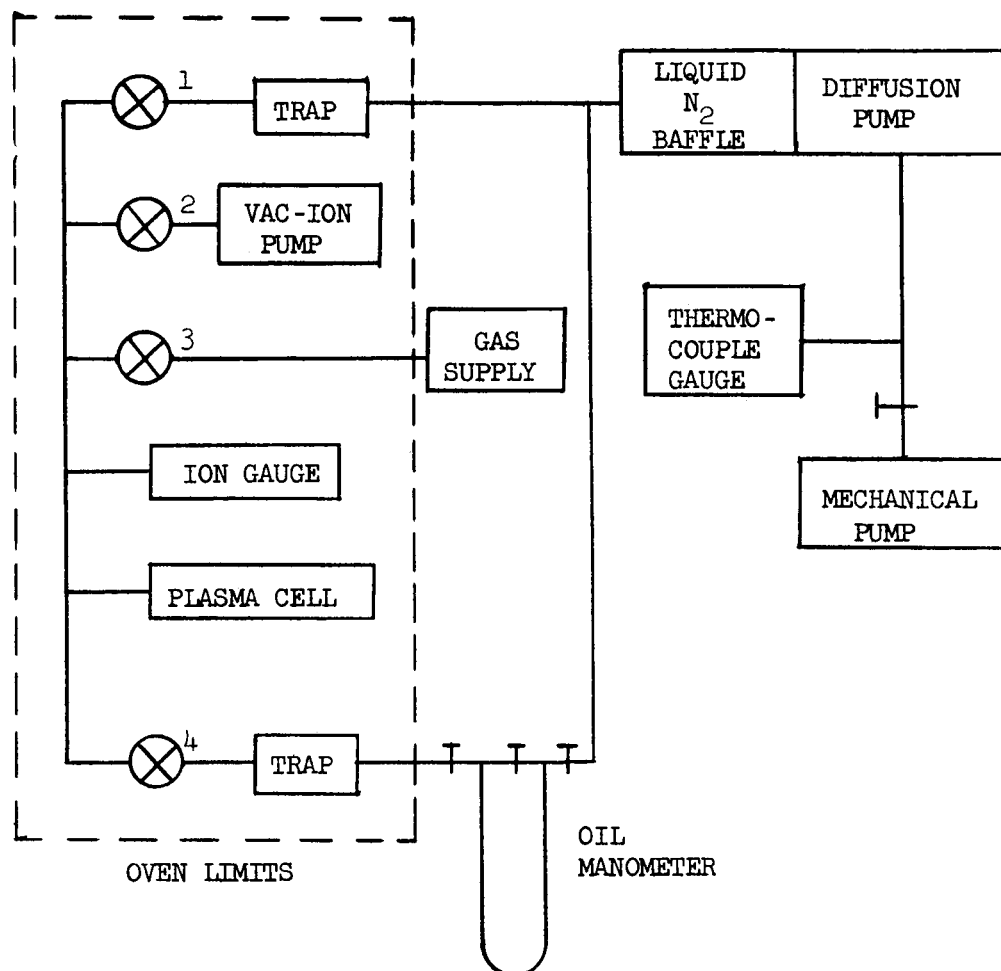 1
TRAP
LIQUID
N2
BAFFLE
DIFFUSION
PUMP
2
VAC-ION
PUMP
3
GAS
SUPPLY
THERMO-
COUPLE
GAUGE
ION GAUGE
MECHANICAL
PUMP
PLASMA CELL
4
TRAP
OIL
MANOMETER
OVEN LIMITS